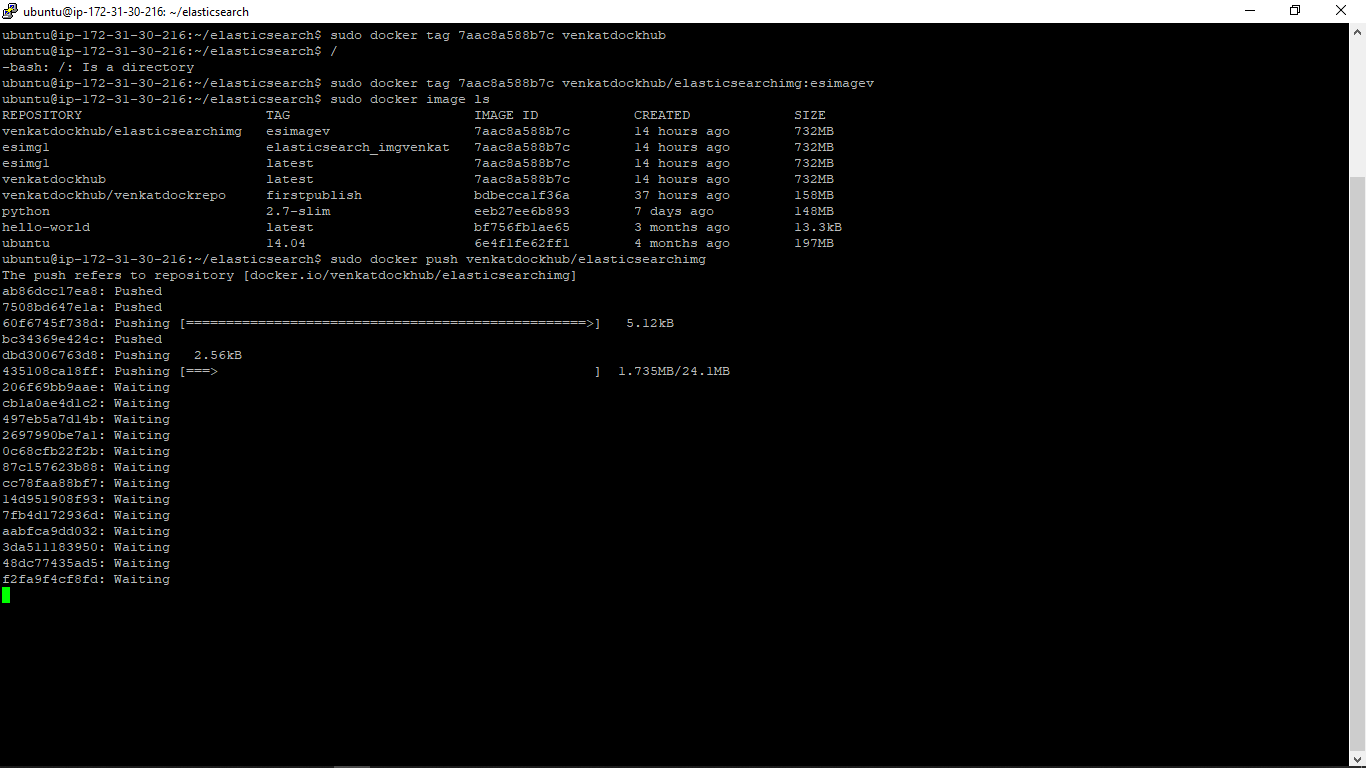 ubuntu@ip-172-31-30-216: ~/elasticsearch
ubuntu@ip-172-31-30-216:~/elasticsearch$ sudo docker tag 7aac8a588b7c venkatdockhub
ubuntu@ip-172-31-30-216:~/elasticsearch$ /
-bash: /: Is a directory
ubuntu@ip-172-31-30-216:~/elasticsearch$ sudo docker tag 7aac8a588b7c venkatdockhub/elasticsearchimg:esimagev
ubuntu@ip-172-31-30-216:~/elasticsearch$ sudo docker image ls
REPOSITORY TAG IMAGE ID CREATED SIZE
venkatdockhub/elasticsearchimg esimagev 7aac8a588b7c 14 hours ago 732MB
esimg1 elasticsearch_imgvenkat 7aac8a588b7c 14 hours ago 732MB
esimg1 latest 7aac8a588b7c 14 hours ago 732MB
venkatdockhub latest 7aac8a588b7c 14 hours ago 732MB
venkatdockhub/venkatdockrepo firstpublish bdbecca1f36a 37 hours ago 158MB
python 2.7-slim eeb27ee6b893 7 days ago 148MB
hello-world latest bf756fb1ae65 3 months ago 13.3kB
ubuntu 14.04 6e4f1fe62ff1 4 months ago 197MB
ubuntu@ip-172-31-30-216:~/elasticsearch$ sudo docker push venkatdockhub/elasticsearchimg
The push refers to repository [docker.io/venkatdockhub/elasticsearchimg]
ab86dcc17ea8: Pushed
7508bd647e1a: Pushed
60f6745f738d: Pushing [==================================================>] 5.12kB
bc34369e424c: Pushed
dbd3006763d8: Pushing 2.56kB
435108ca18ff: Pushing [===> ] 1.735MB/24.1MB
206f69bb9aae: Waiting
cb1a0ae4d1c2: Waiting
497eb5a7d14b: Waiting
2697990be7a1: Waiting
0c68cfb22f2b: Waiting
87c157623b88: Waiting
cc78faa88bf7: Waiting
14d951908f93: Waiting
7fb4d172936d: Waiting
aabfca9dd032: Waiting
3da511183950: Waiting
48dc77435ad5: Waiting
f2fa9f4cf8fd: Waiting